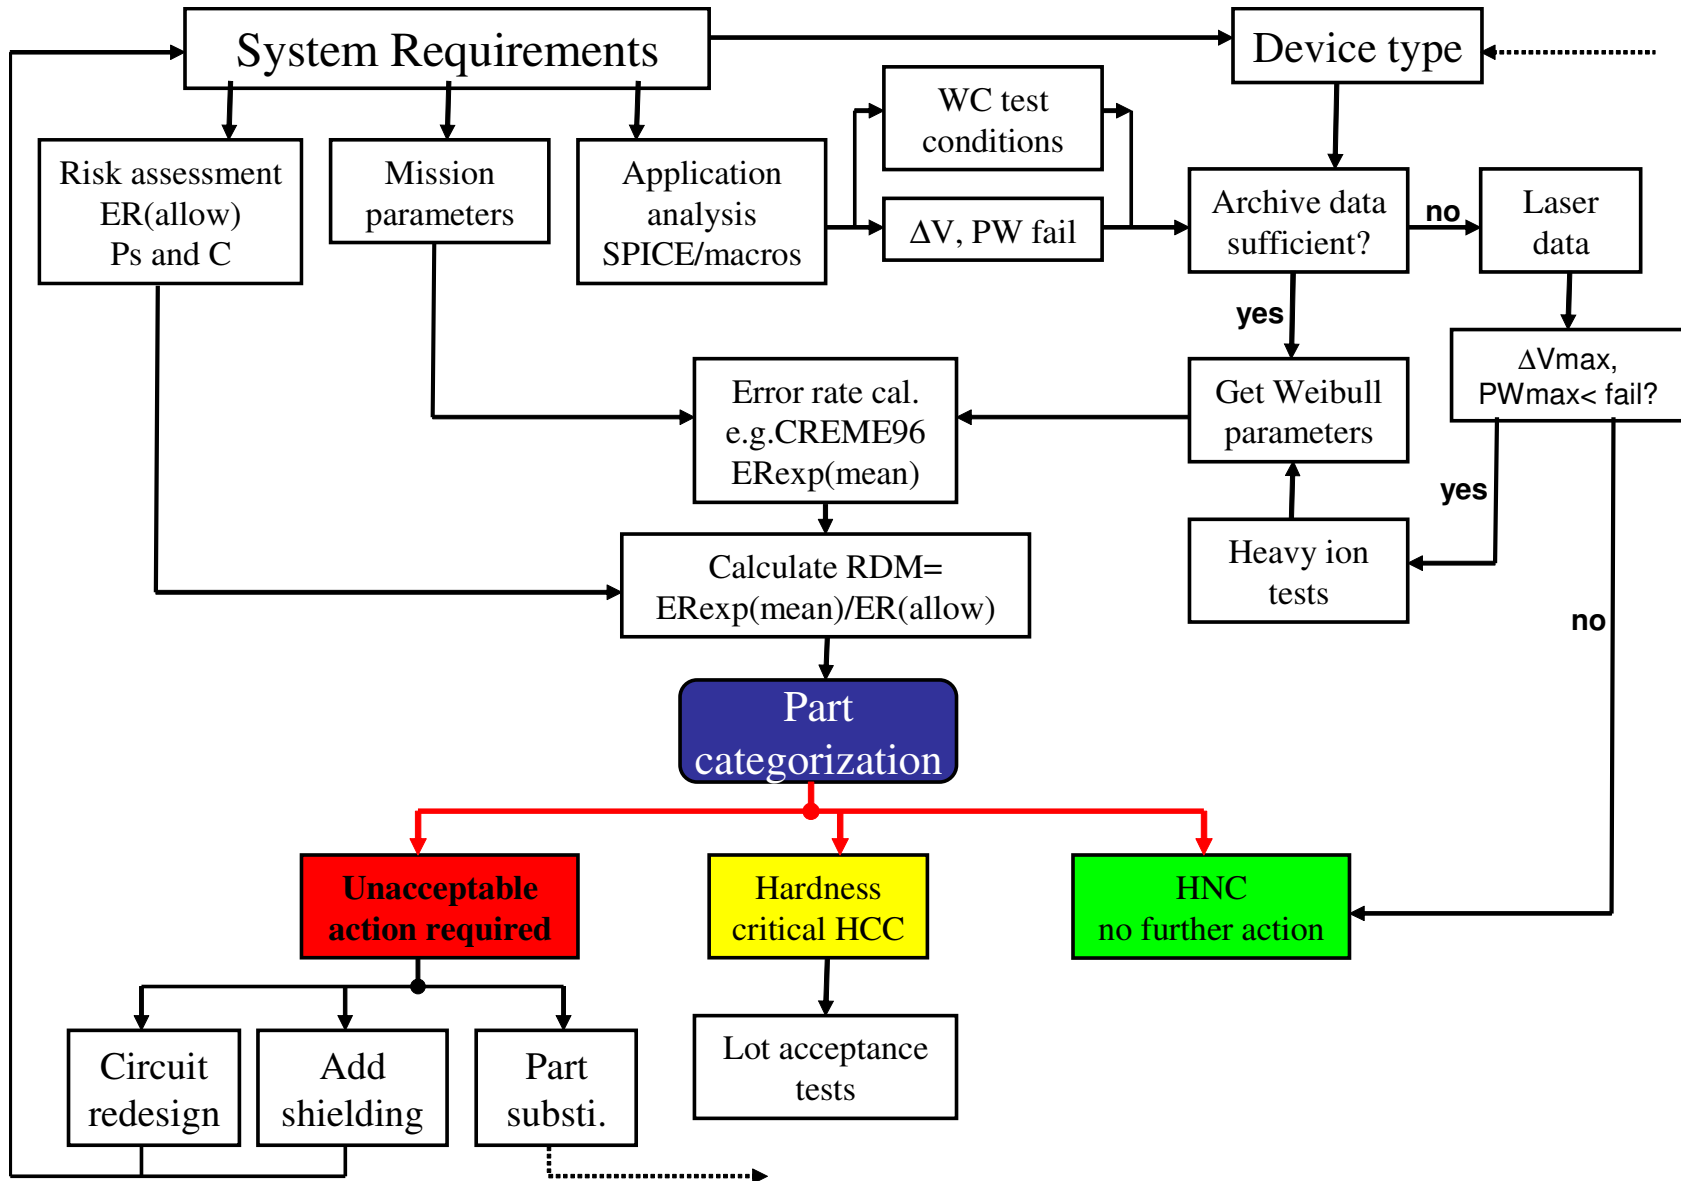 System Requirements
Device type
WC test
conditions
Risk assessment
ER(allow)
Ps and C
Mission
parameters
Application
analysis
SPICE/macros
ΔV, PW fail
Archive data
sufficient?
no
Laser
data
yes
ΔVmax,
PWmax< fail?
Error rate cal.
e.g.CREME96
ERexp(mean)
Get Weibull
parameters
yes
Heavy ion
tests
no
Calculate RDM=
ERexp(mean)/ER(allow)
Part
categorization
Unacceptable
action required
Hardness
critical HCC
HNC
no further action
Circuit
redesign
Add
shielding
Part
substi.
Lot acceptance
tests